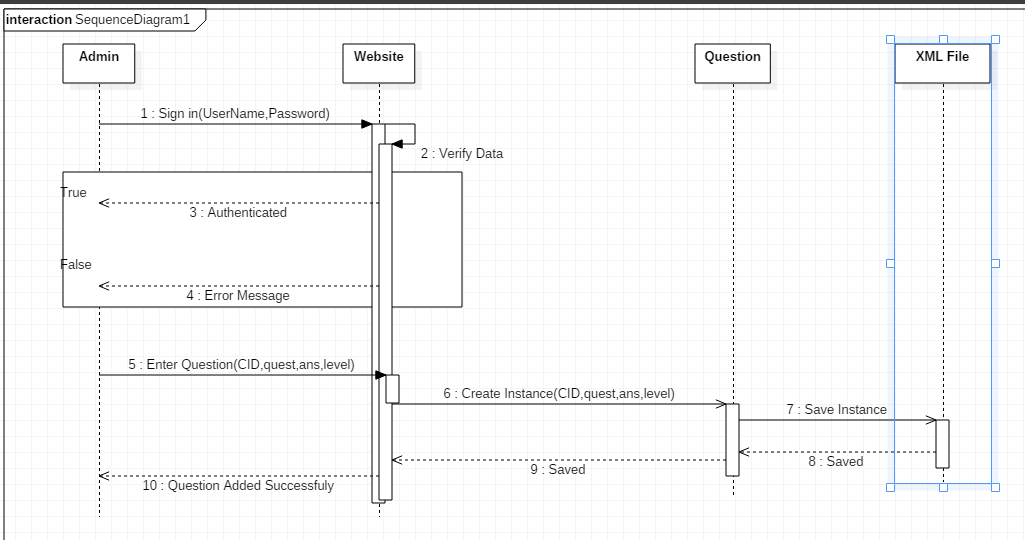 interaction SequenceDiagram1
Admin
Website
Question
XML File
1 : Sign in(UserName,Password)
2 : Verify Data
True
3 : Authenticated
False
4 : Error Message
5 : Enter Question(CID,quest,ans,level)
6 : Create Instance(CID,quest,ans,level)
7 : Save Instance
8 : Saved
9 : Saved
10 : Question Added Successfuly